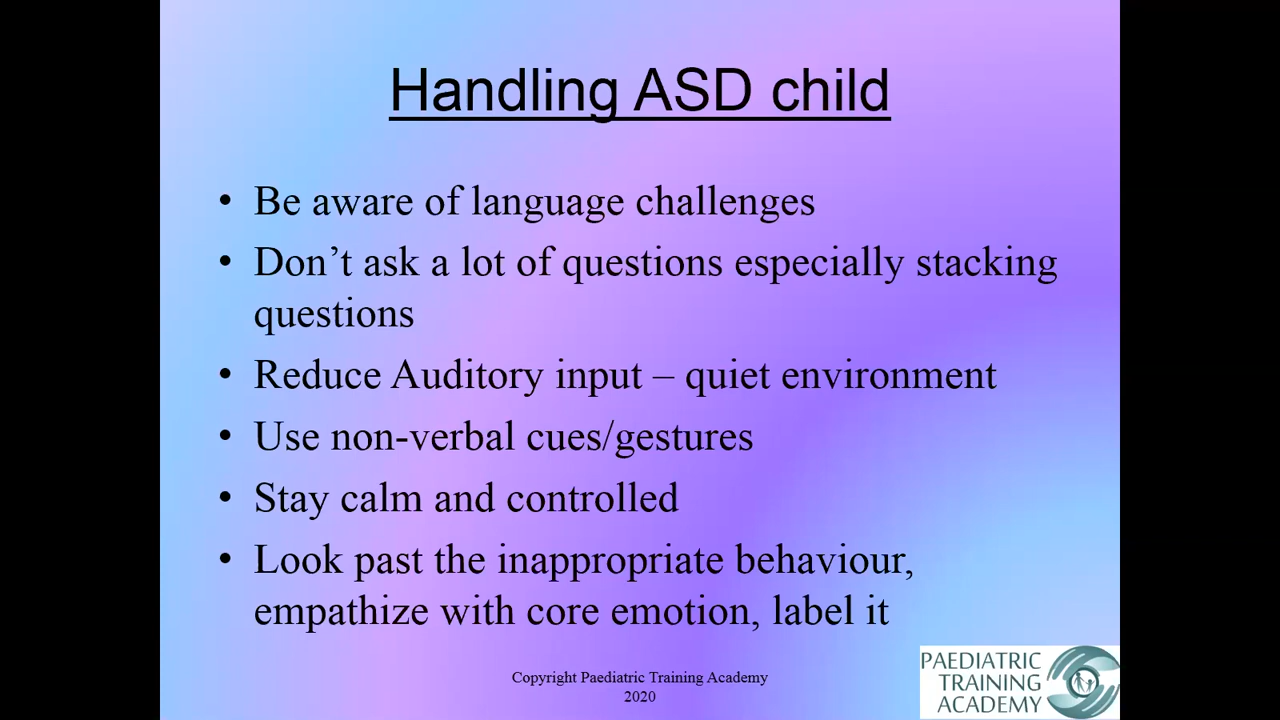 Handling ASD child
• Be aware of language challenges
• Don’t ask a lot of questions especially stacking
questions
• Reduce Auditory input – quiet environment
• Use non-verbal cues/gestures
• Stay calm and controlled
• Look past the inappropriate behaviour,
empathize with core emotion, label it
Copyright Paediatric Training Academy
2020
PAEDIATRIC
TRAINING
ACADEMY